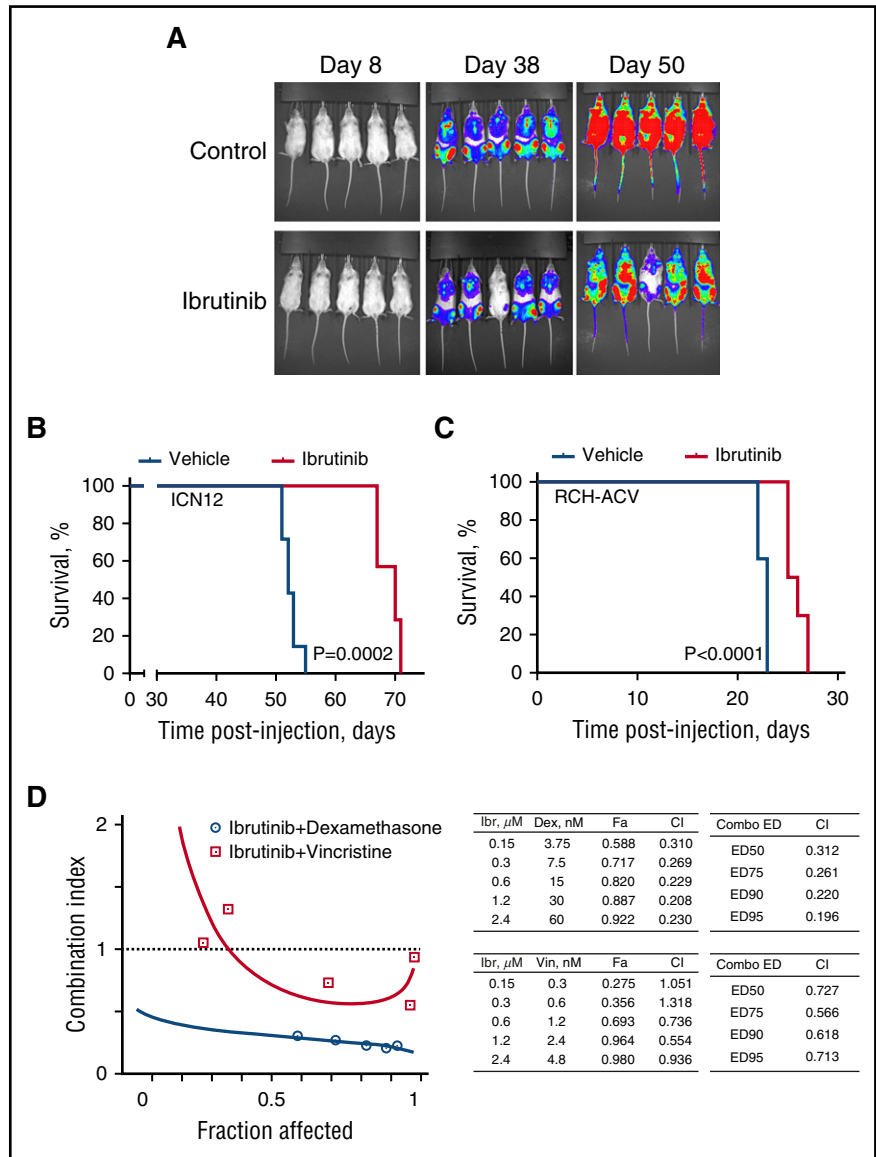 A
Day 8 Day 38 Day 50
Control
Ibrutinib
B
Vehicle Ibrutinib
ICN12
Survival, %
100
80
60
40
20
0
P=0.0002
0 30 40 50 60 70
Time post-injection, days
C
Vehicle Ibrutinib
RCH-ACV
Survival, %
100
80
60
40
20
0
P<0.0001
0 10 20 30
Time post-injection, days
D
Ibrutinib+Dexamethasone
Ibrutinib+Vincristine
Combination index
2
1
0
0 0.5 1
Fraction affected
Ibr, μM Dex, nM Fa CI
0.15 3.75 0.588 0.310
0.3 7.5 0.717 0.269
0.6 15 0.820 0.229
1.2 30 0.887 0.208
2.4 60 0.922 0.230
Combo ED CI
ED50 0.312
ED75 0.261
ED90 0.220
ED95 0.196
Ibr, μM Vin, nM Fa CI
0.15 0.3 0.275 1.051
0.3 0.6 0.356 1.318
0.6 1.2 0.693 0.736
1.2 2.4 0.964 0.554
2.4 4.8 0.980 0.936
Combo ED CI
ED50 0.727
ED75 0.566
ED90 0.618
ED95 0.713